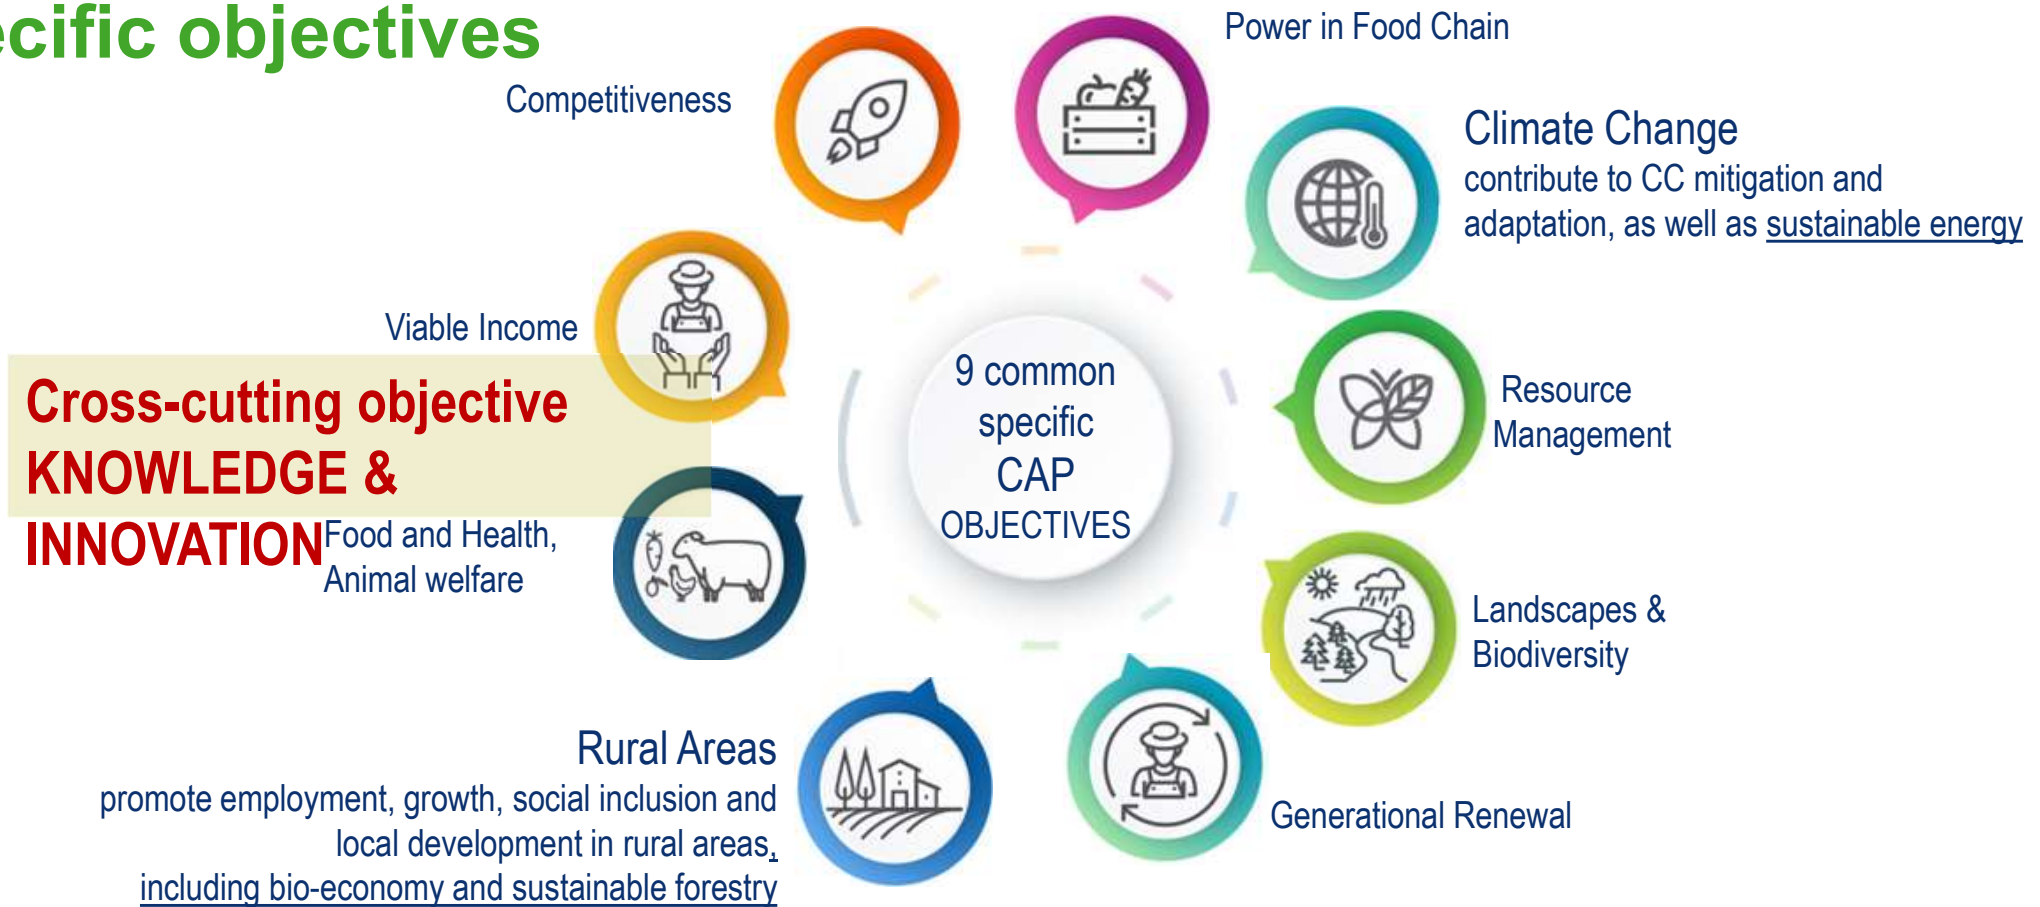 ecific objectives
Power in Food Chain
Competitiveness
Climate Change
contribute to CC mitigation and
adaptation, as well as sustainable energy
Viable Income
Cross-cutting objective
KNOWLEDGE &
INNOVATION
9 common
specific
CAP
OBJECTIVES
Resource
Management
Food and Health,
Animal welfare
Landscapes &
Biodiversity
Rural Areas
promote employment, growth, social inclusion and
local development in rural areas,
including bio-economy and sustainable forestry
Generational Renewal